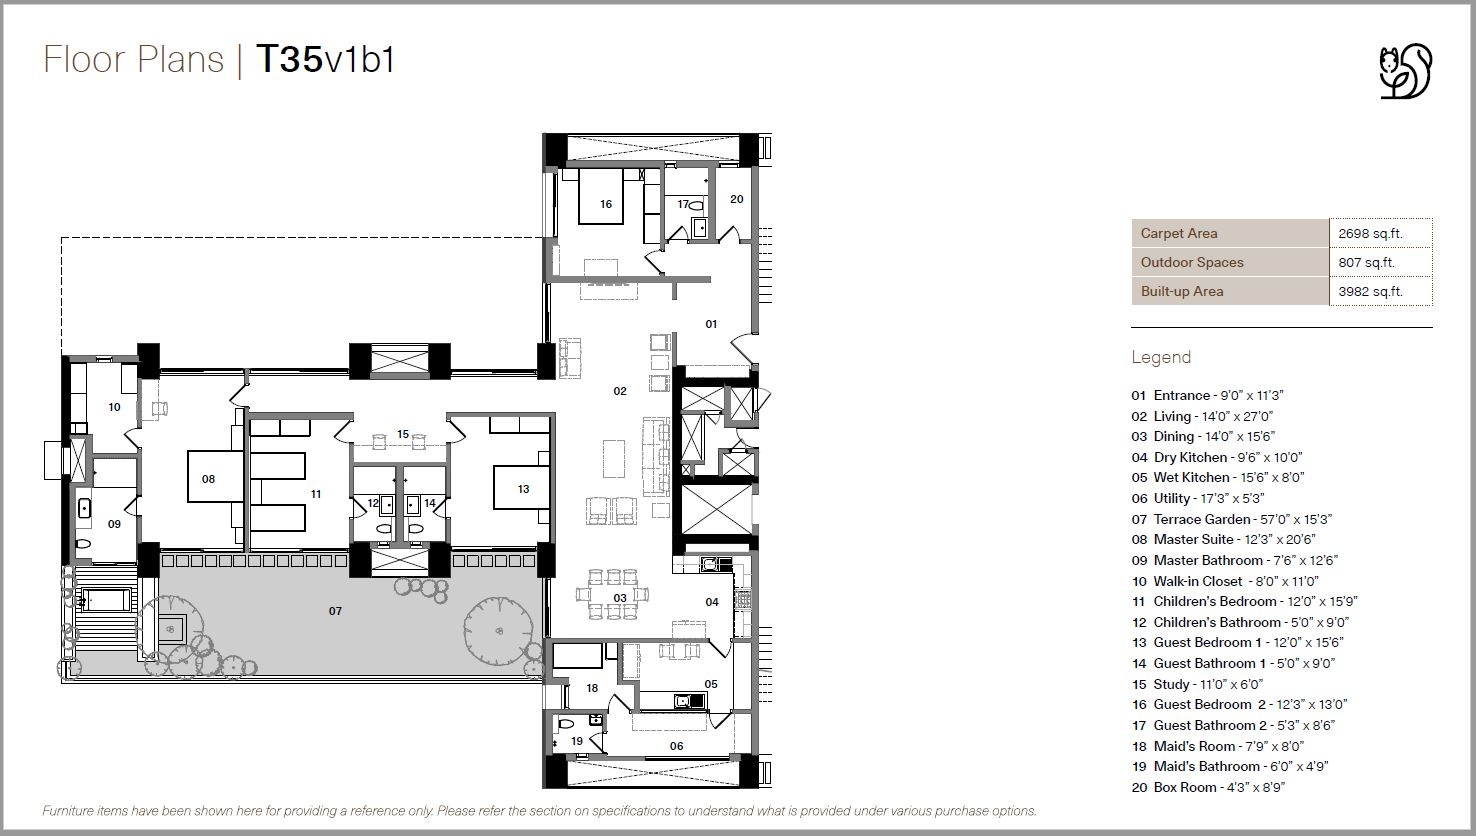 Floor Plans | T35v1b1
Carpet Area 2698 sq.ft.
Outdoor Spaces 807 sq.ft.
Built-up Area 3982 sq.ft.
Legend
01 Entrance - 9'0" x 11'3"
02 Living - 14'0" x 27'0"
03 Dining - 14'0" x 15'6"
04 Dry Kitchen - 9'6" x 10'0"
05 Wet Kitchen - 15'6" x 8'0"
06 Utility - 17'3" x 5'3"
07 Terrace Garden - 57'0" x 15'3"
08 Master Suite - 12'3" x 20'6"
09 Master Bathroom - 7'6" x 12'6"
10 Walk-in Closet - 8'0" x 11'0"
11 Children's Bedroom - 12'0" x 15'9"
12 Children's Bathroom - 5'0" x 9'0"
13 Guest Bedroom 1 - 12'0" x 15'6"
14 Guest Bathroom 1 - 5'0" x 9'0"
15 Study - 11'0" x 6'0"
16 Guest Bedroom 2 - 12'3" x 13'0"
17 Guest Bathroom 2 - 5'3" x 8'6"
18 Maid's Room - 7'9" x 8'0"
19 Maid's Bathroom - 6'0" x 4'9"
20 Box Room - 4'3" x 8'9"
16
17
20
01
02
10
15
08
11
12
14
13
09
07
03
04
18
05
19
06
Furniture items have been shown here for providing a reference only. Please refer the section on specifications to understand what is provided under various purchase options.